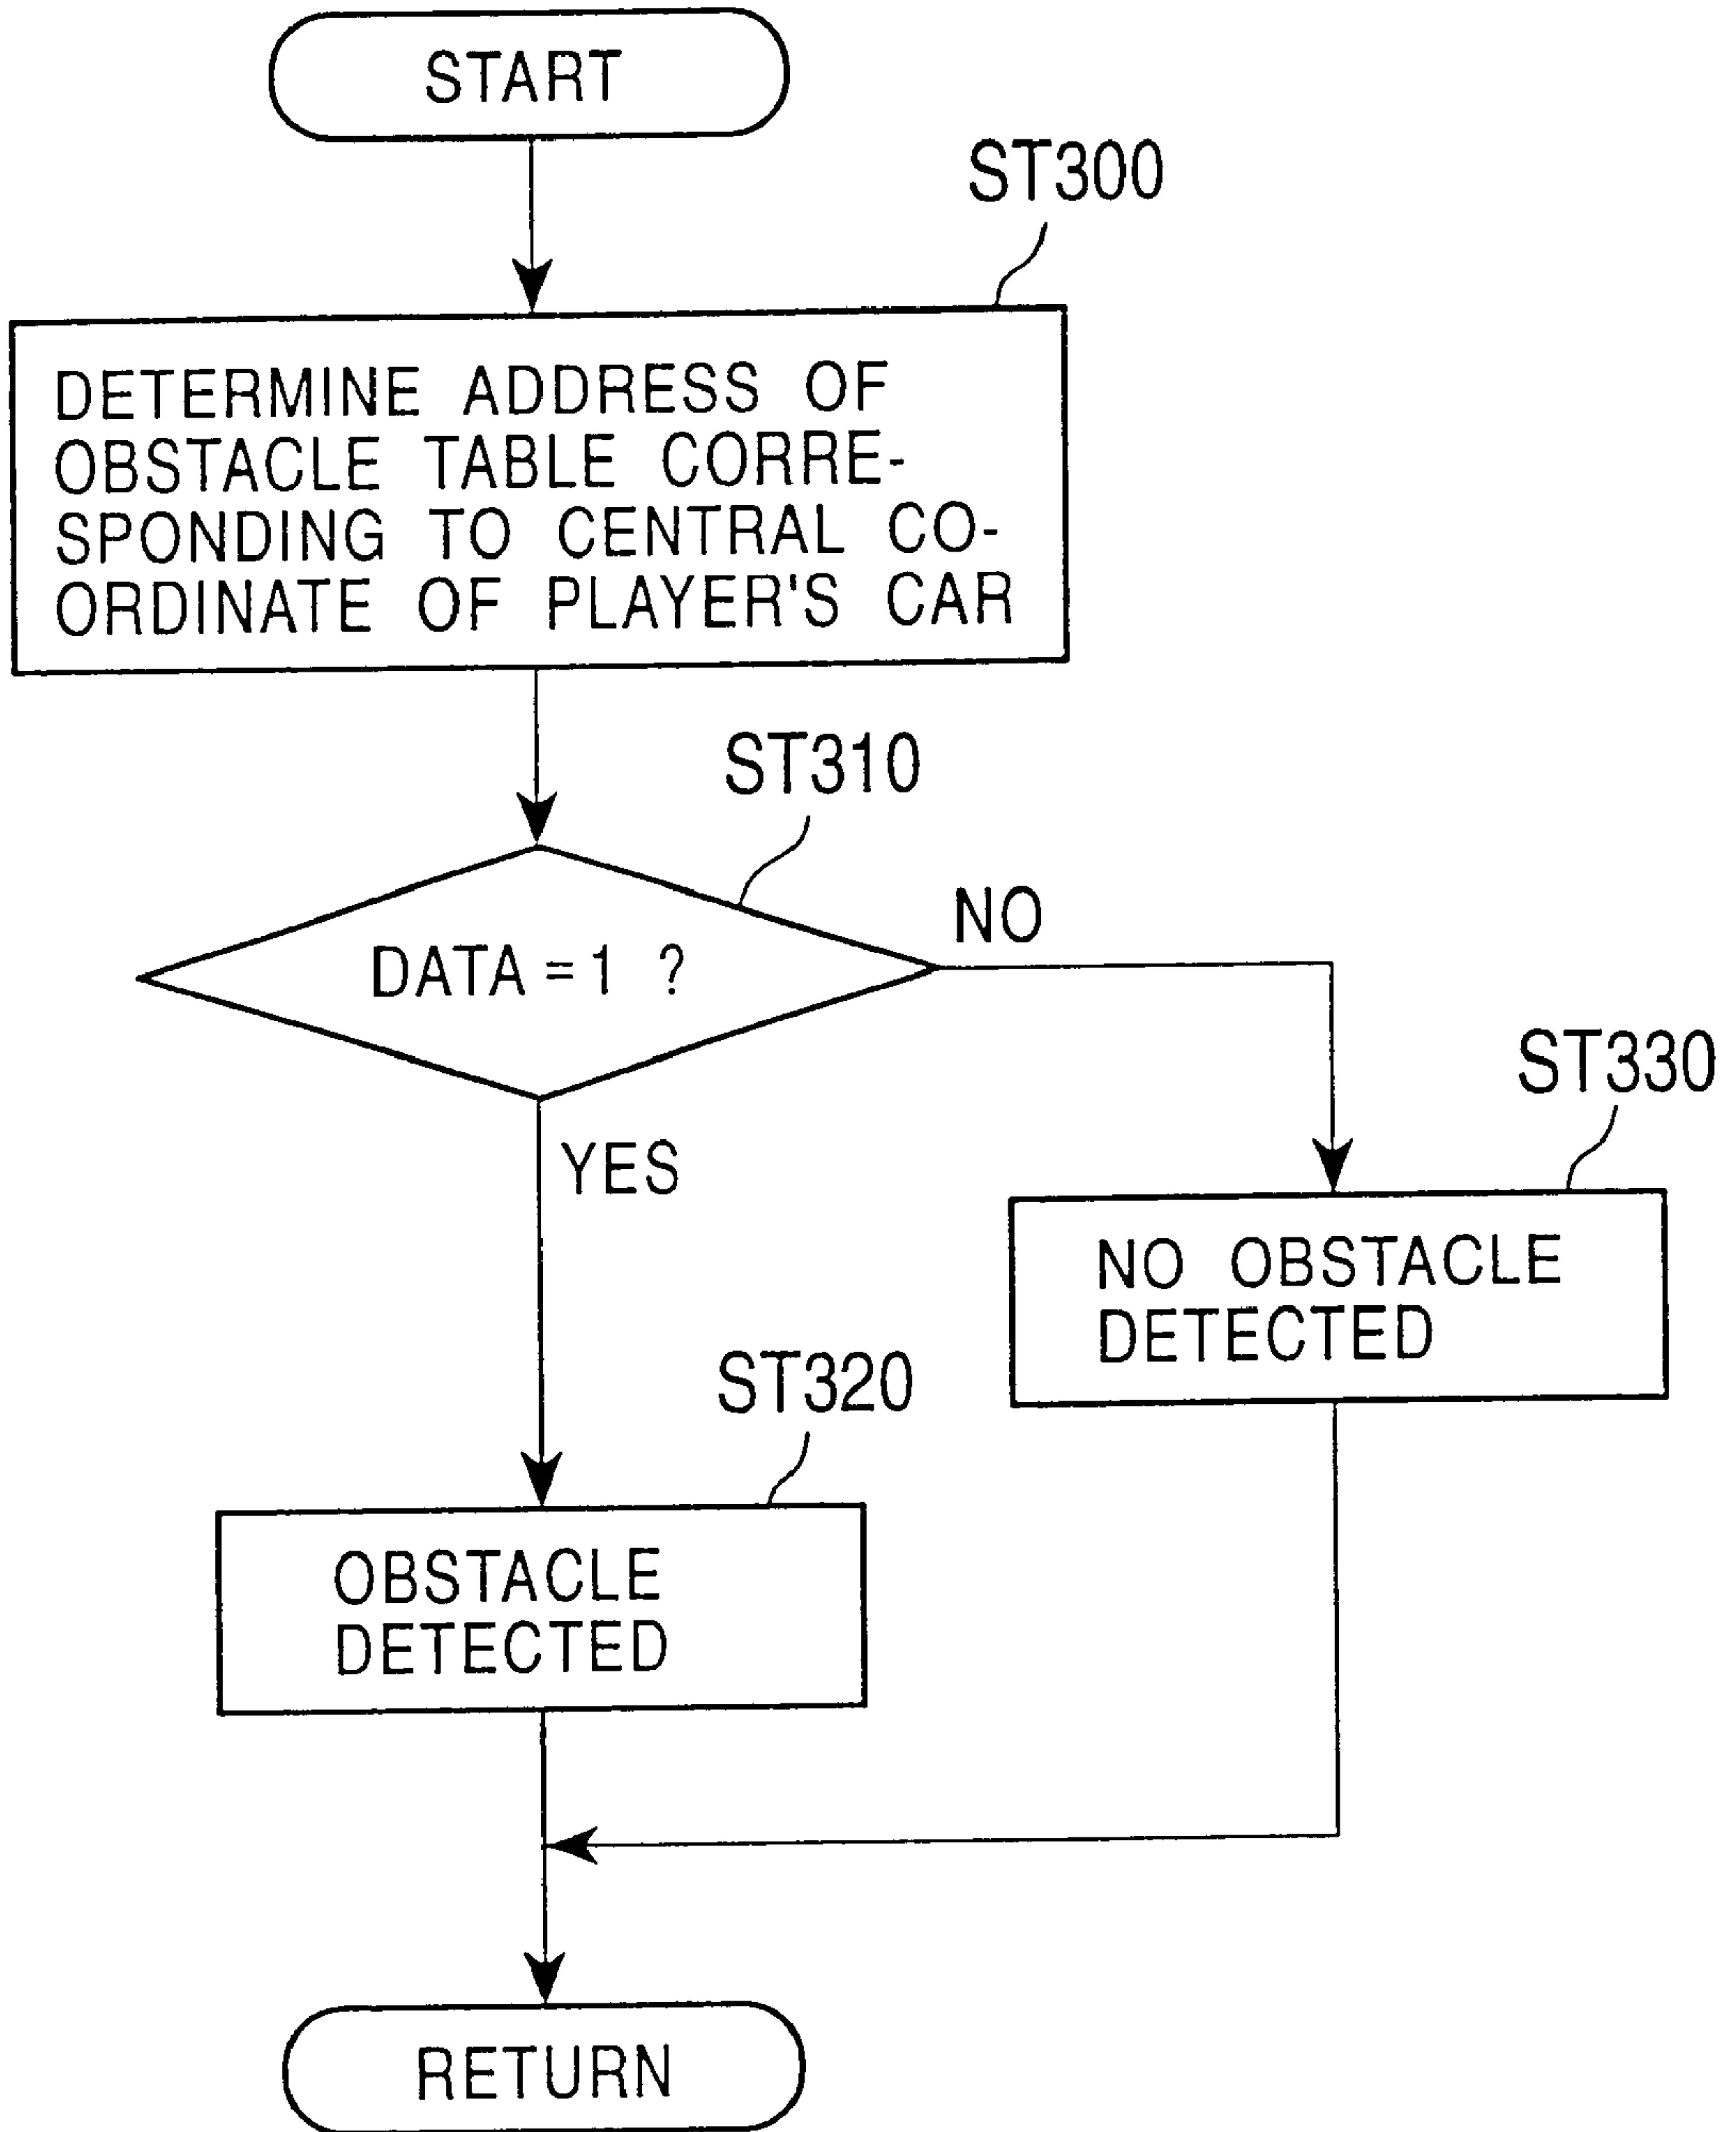 START
ST300
DETERMINE ADDRESS OF
OBSTACLE TABLE CORRE-
SPONDING TO CENTRAL CO-
ORDINATE OF PLAYER'S CAR
ST310
DATA = 1 ?
NO
YES
ST330
NO OBSTACLE
DETECTED
ST320
OBSTACLE
DETECTED
RETURN